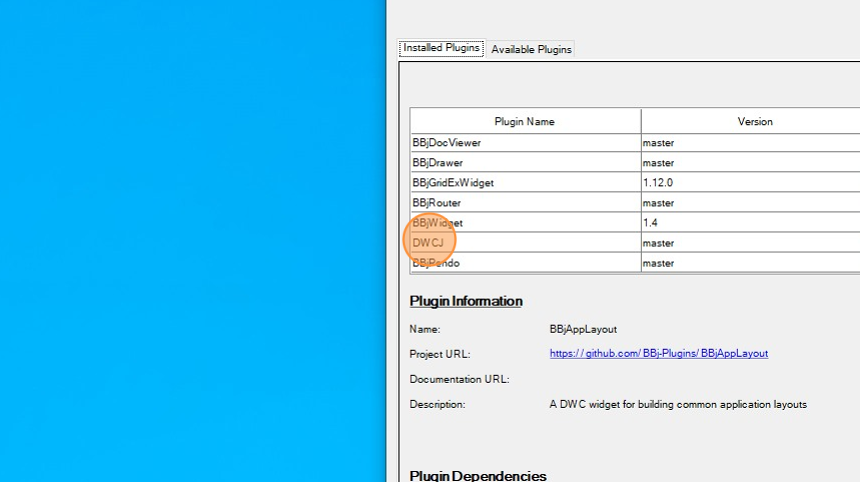 Installed Plugins Available Plugins
Plugin Name Version
BBjDocViewer master
BBjDrawer master
BBjGridExWidget 1.12.0
BBjRouter master
BBjWidget 1.4
DWCJ master
BBjPendo master
Plugin Information
Name: BBjAppLayout
Project URL: https://github.com/BBj-Plugins/BBjAppLayout
Documentation URL:
Description: A DWC widget for building common application layouts
Plugin Dependencies